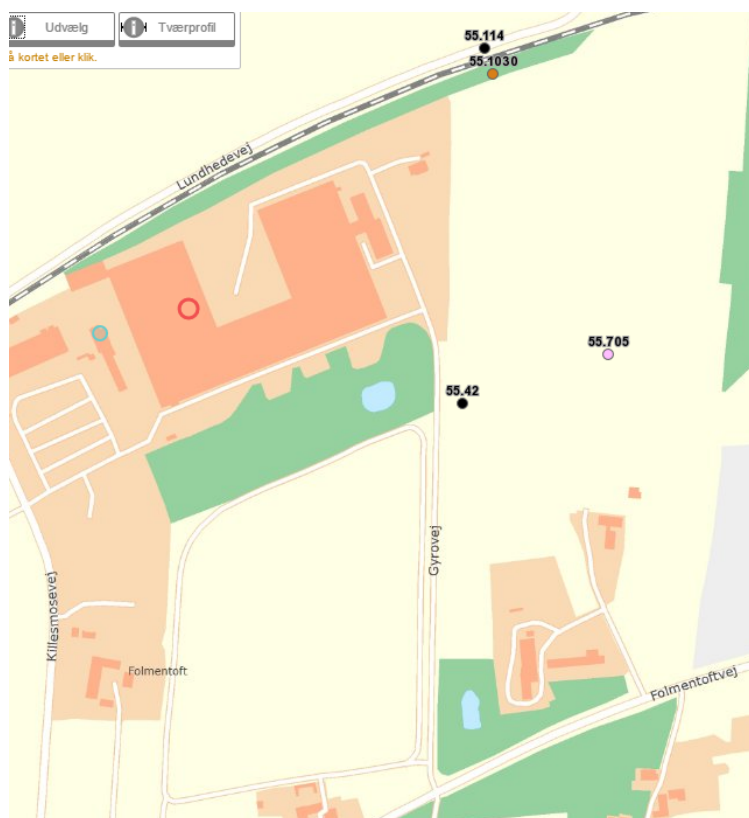 Udvælg
Tværprofil
å kortet eller klik.
55.114
55.1030
Lundhedevej
55.705
55.42
Gyrovej
Killesmosevej
Folmentoft
Folmentoftvej